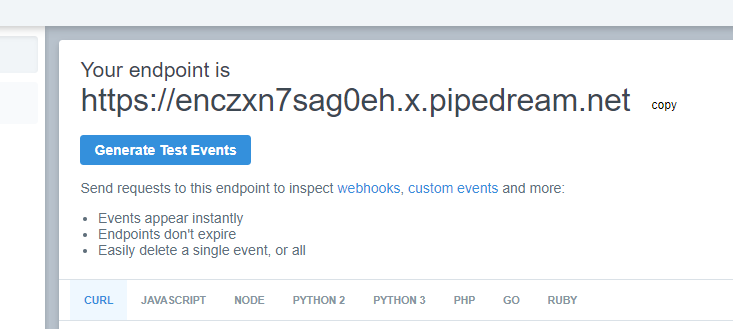 Your endpoint is
https://enczxn7sag0eh.x.pipedream.net copy
Generate Test Events
Send requests to this endpoint to inspect webhooks, custom events and more:
• Events appear instantly
• Endpoints don't expire
• Easily delete a single event, or all
CURL JAVASCRIPT NODE PYTHON 2 PYTHON 3 PHP GO RUBY